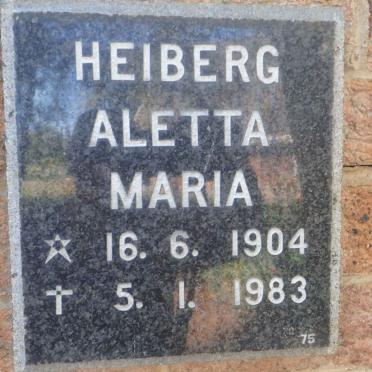 HEIBERG
ALETTA
MARIA
☆ 16. 6. 1904
✝ 5. 1. 1983
75